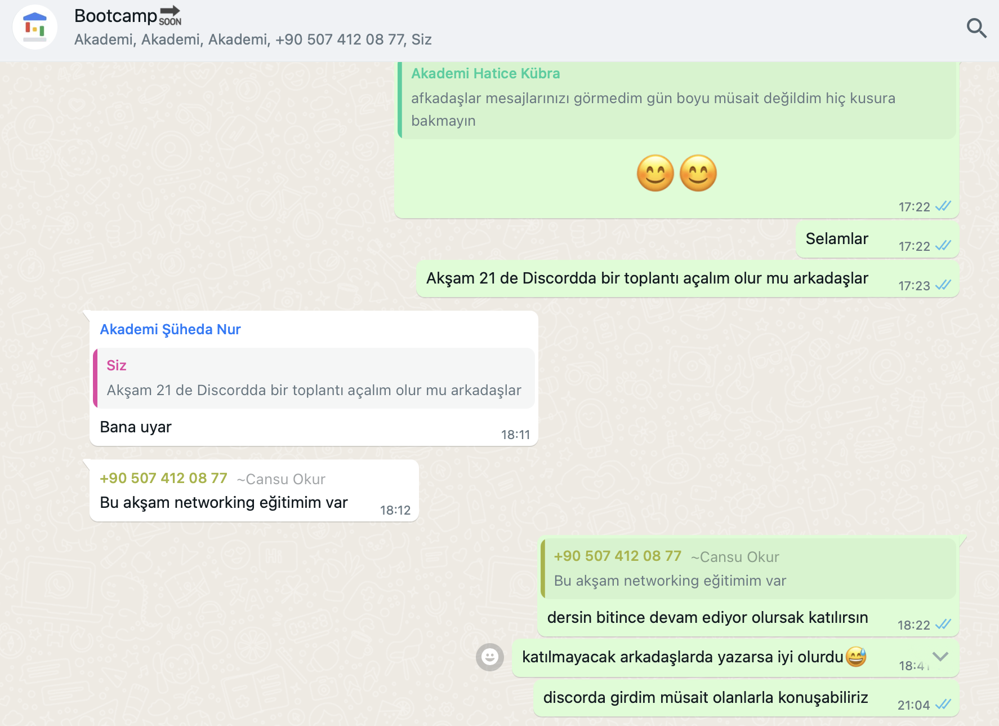 Bootcamp SOON
Akademi, Akademi, Akademi, +90 507 412 08 77, Siz
Akademi Hatice Kübra
afkadaşlar mesajlarınızı görmedim gün boyu müsait değildim hiç kusura
bakmayın
17:22
Selamlar
17:22
Akşam 21 de Discordda bir toplantı açalım olur mu arkadaşlar
17:23
Akademi Şüheda Nur
Siz
Akşam 21 de Discordda bir toplantı açalım olur mu arkadaşlar
Bana uyar
18:11
+90 507 412 08 77 ~Cansu Okur
Bu akşam networking eğitimim var
18:12
+90 507 412 08 77 ~Cansu Okur
Bu akşam networking eğitimim var
dersin bitince devam ediyor olursak katılırsın
18:22
katılmayacak arkadaşlarda yazarsa iyi olurdu😅
discorda girdim müsait olanlarla konuşabiliriz
21:04